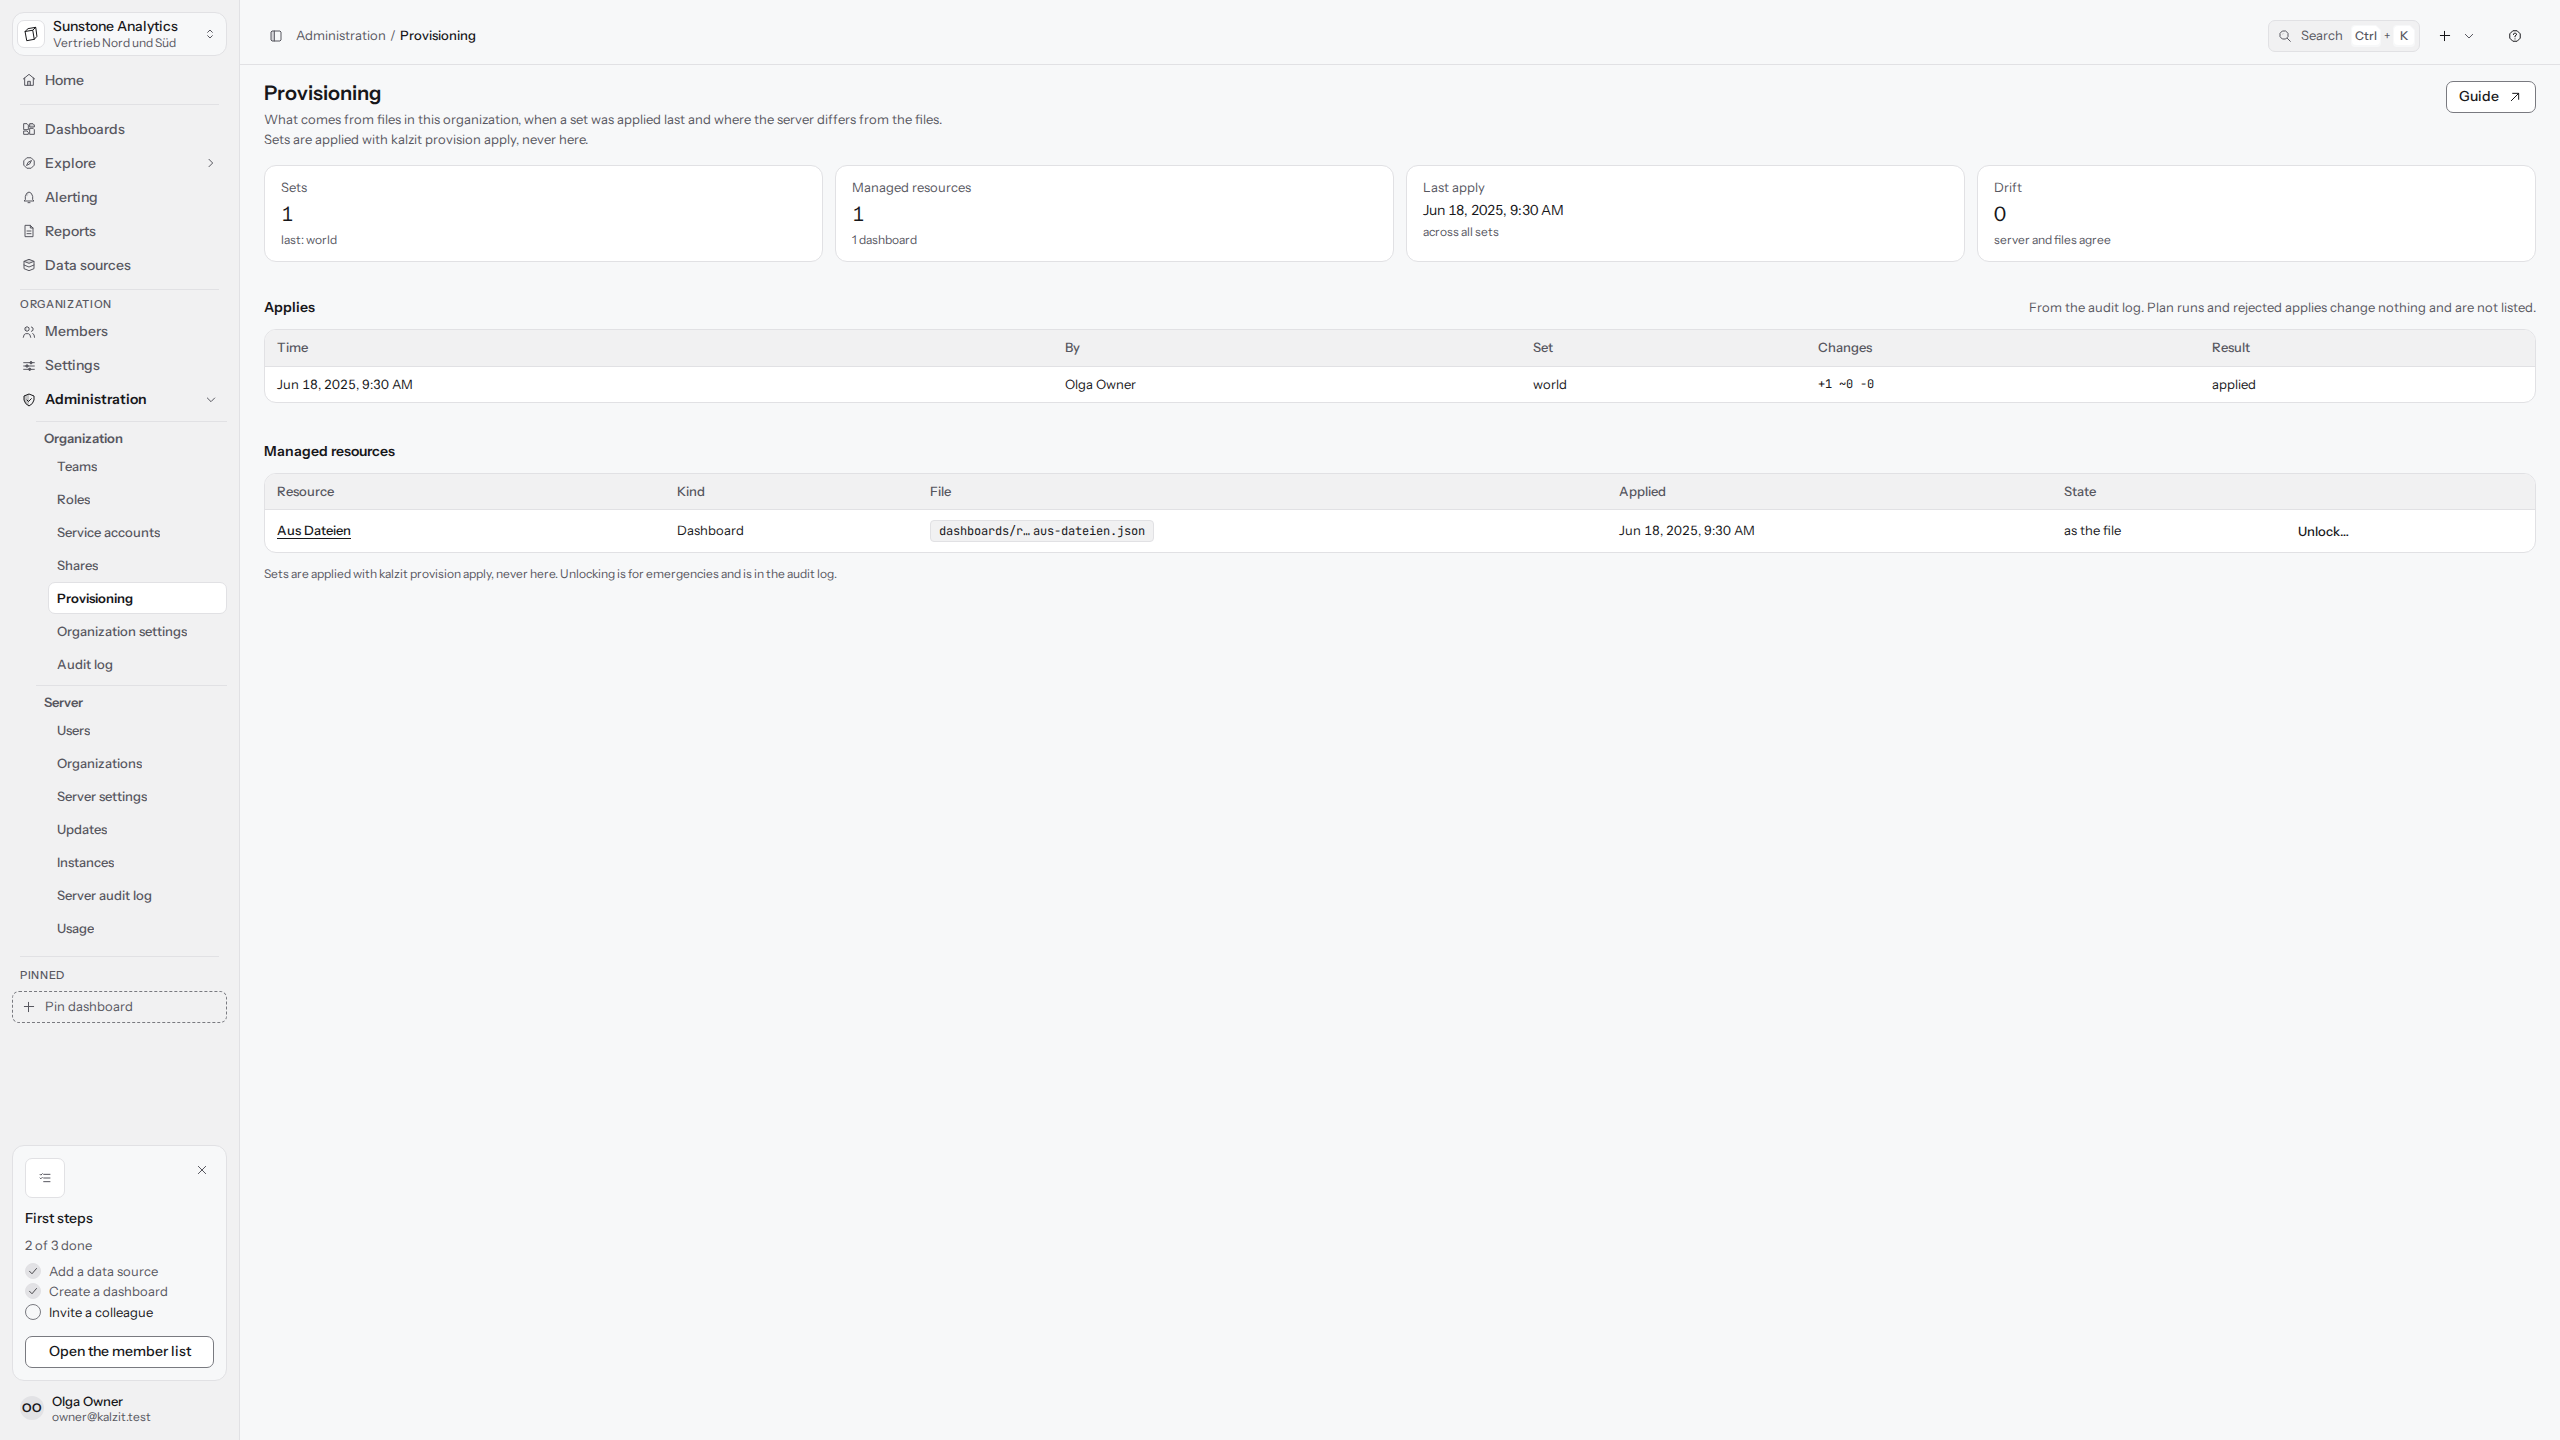 Sunstone Analytics
Vertrieb Nord und Süd
Home
Dashboards
Explore
Alerting
Reports
Data sources
ORGANIZATION
Members
Settings
Administration
Organization
Teams
Roles
Service accounts
Shares
Provisioning
Organization settings
Audit log
Server
Users
Organizations
Server settings
Updates
Instances
Server audit log
Usage
PINNED
Pin dashboard
First steps
2 of 3 done
Add a data source
Create a dashboard
Invite a colleague
Open the member list
OO
Olga Owner
owner@kalzit.test
Administration / Provisioning
Search Ctrl + K
Provisioning
Guide
What comes from files in this organization, when a set was applied last and where the server differs from the files.
Sets are applied with kalzit provision apply, never here.
Sets
1
last: world
Managed resources
1
1 dashboard
Last apply
Jun 18, 2025, 9:30 AM
across all sets
Drift
0
server and files agree
Applies
From the audit log. Plan runs and rejected applies change nothing and are not listed.
Time By Set Changes Result
Jun 18, 2025, 9:30 AM Olga Owner world +1 ~0 -0 applied
Managed resources
Resource Kind File Applied State
Aus Dateien Dashboard dashboards/r… aus-dateien.json Jun 18, 2025, 9:30 AM as the file Unlock...
Sets are applied with kalzit provision apply, never here. Unlocking is for emergencies and is in the audit log.